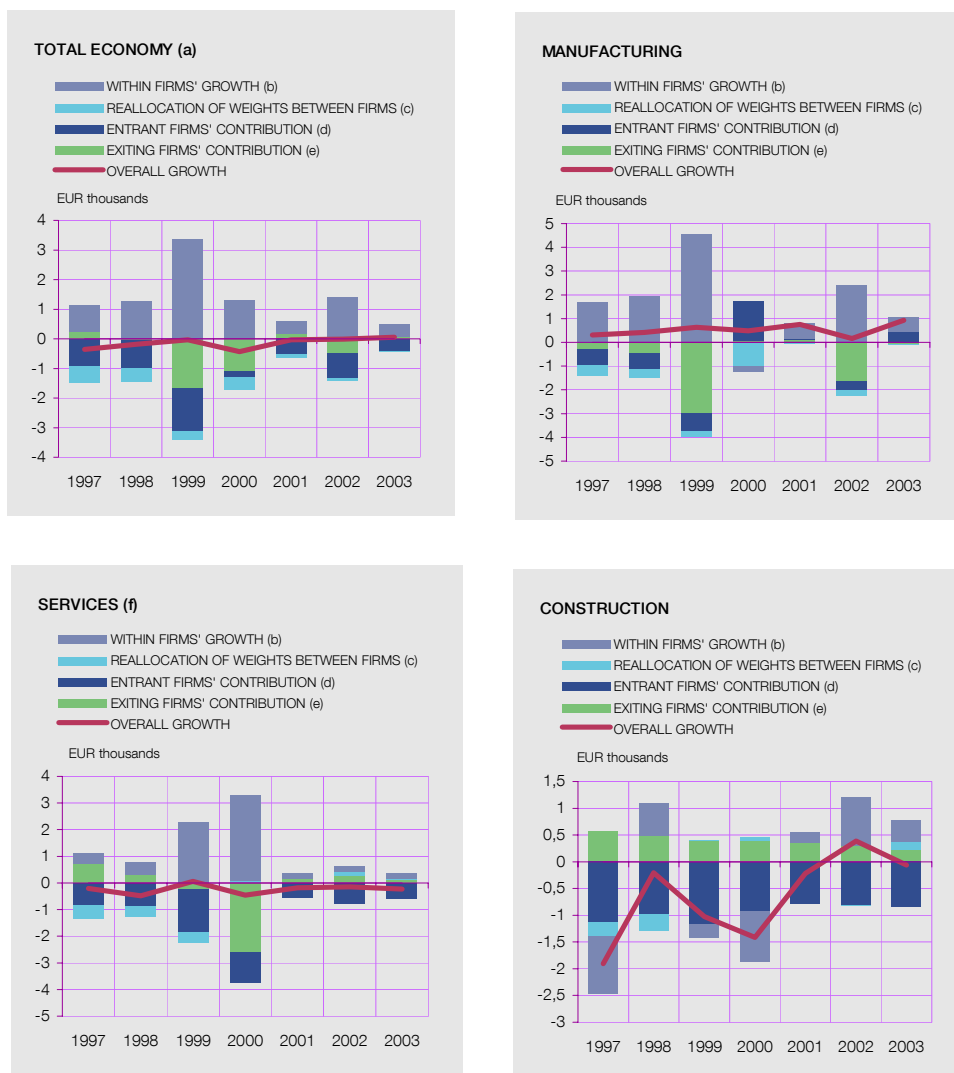 TOTAL ECONOMY (a)
WITHIN FIRMS' GROWTH (b)
REALLOCATION OF WEIGHTS BETWEEN FIRMS (c)
ENTRANT FIRMS' CONTRIBUTION (d)
EXITING FIRMS' CONTRIBUTION (e)
OVERALL GROWTH
EUR thousands
4
3
2
1
0
-1
-2
-3
-4
1997 1998 1999 2000 2001 2002 2003
MANUFACTURING
WITHIN FIRMS' GROWTH (b)
REALLOCATION OF WEIGHTS BETWEEN FIRMS (c)
ENTRANT FIRMS' CONTRIBUTION (d)
EXITING FIRMS' CONTRIBUTION (e)
OVERALL GROWTH
EUR thousands
5
4
3
2
1
0
-1
-2
-3
-4
-5
1997 1998 1999 2000 2001 2002 2003
SERVICES (f)
WITHIN FIRMS' GROWTH (b)
REALLOCATION OF WEIGHTS BETWEEN FIRMS (c)
ENTRANT FIRMS' CONTRIBUTION (d)
EXITING FIRMS' CONTRIBUTION (e)
OVERALL GROWTH
EUR thousands
4
3
2
1
0
-1
-2
-3
-4
-5
1997 1998 1999 2000 2001 2002 2003
CONSTRUCTION
WITHIN FIRMS' GROWTH (b)
REALLOCATION OF WEIGHTS BETWEEN FIRMS (c)
ENTRANT FIRMS' CONTRIBUTION (d)
EXITING FIRMS' CONTRIBUTION (e)
OVERALL GROWTH
EUR thousands
1,5
1
0,5
0
-0,5
-1
-1,5
-2
-2,5
-3
1997 1998 1999 2000 2001 2002 2003